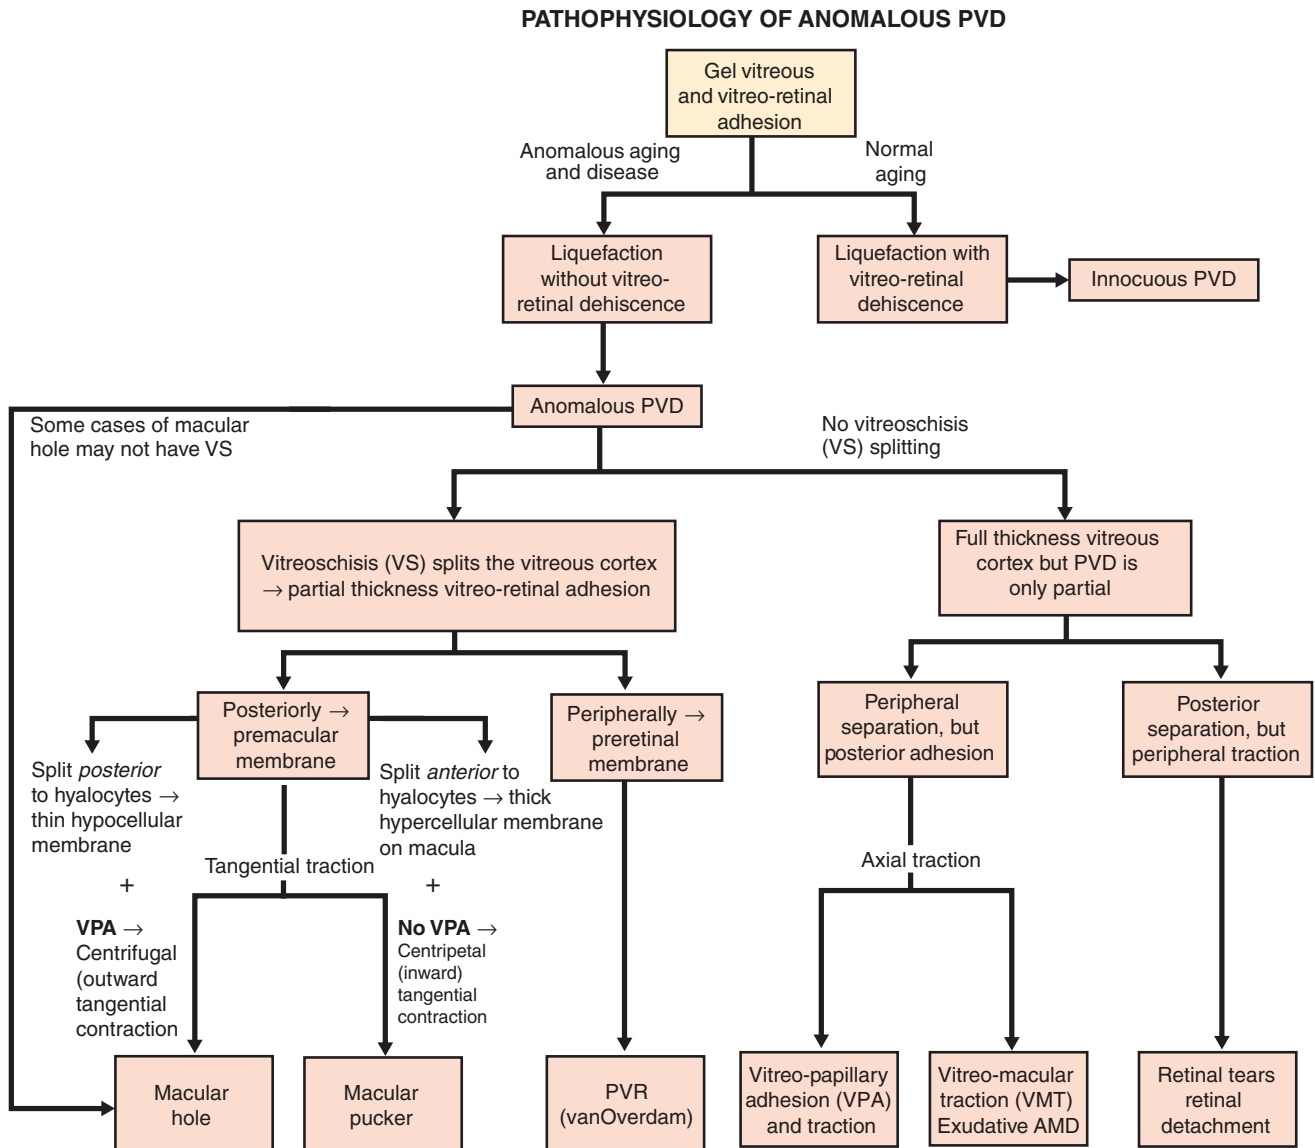 PATHOPHYSIOLOGY OF ANOMALOUS PVD
Gel vitreous
and vitreo-retinal
adhesion
Anomalous aging
and disease
Normal
aging
Liquefaction
without vitreo-
retinal dehiscence
Liquefaction with
vitreo-retinal
dehiscence
Innocuous PVD
Anomalous PVD
Some cases of macular
hole may not have VS
No vitreoschisis
(VS) splitting
Vitreoschisis (VS) splits the vitreous cortex
→ partial thickness vitreo-retinal adhesion
Full thickness vitreous
cortex but PVD is
only partial
Posteriorly →
premacular
membrane
Peripherally →
preretinal
membrane
Peripheral
separation, but
posterior adhesion
Posterior
separation, but
peripheral traction
Split posterior
to hyalocytes →
thin hypocellular
membrane
Split anterior to
hyalocytes → thick
hypercellular membrane
on macula
Tangential traction
Axial traction
+
+
VPA →
Centrifugal
(outward
tangential
contraction
No VPA →
Centripetal
(inward)
tangential
contraction
Macular
hole
Macular
pucker
PVR
(vanOverdam)
Vitreo-papillary
adhesion (VPA)
and traction
Vitreo-macular
traction (VMT)
Exudative AMD
Retinal tears
retinal
detachment